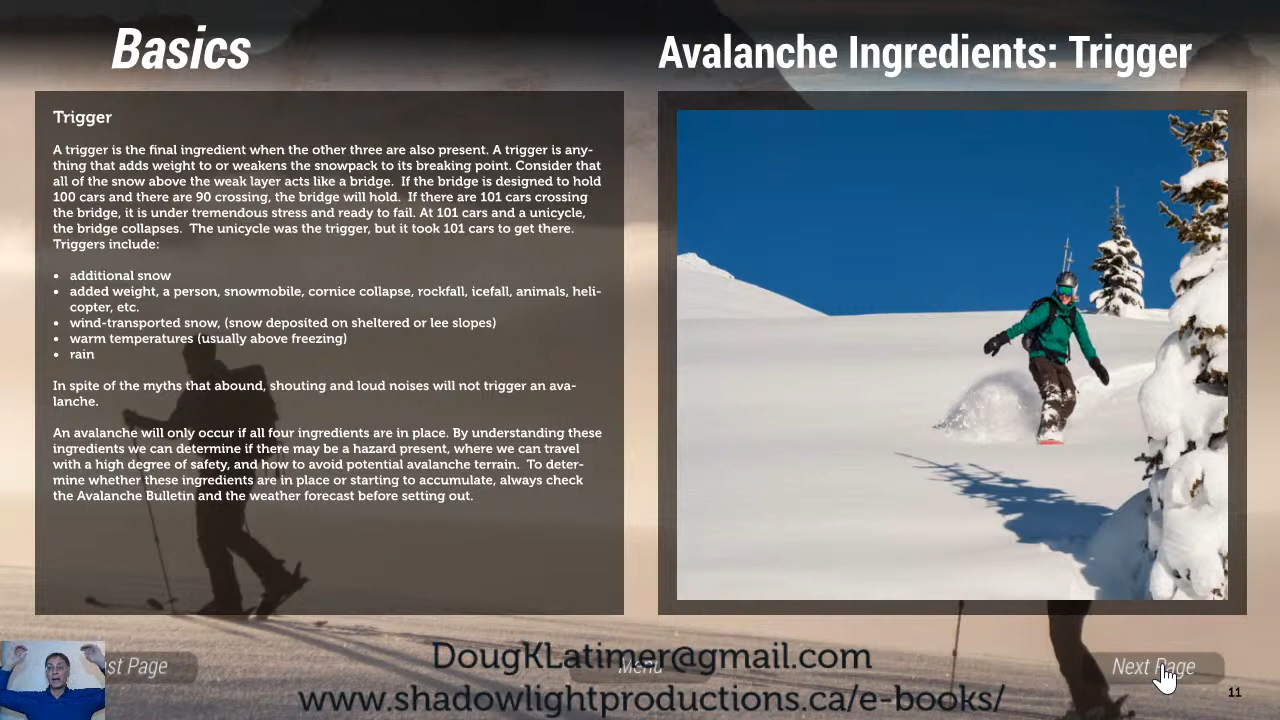 Basics
Avalanche Ingredients: Trigger
Trigger
A trigger is the final ingredient when the other three are also present. A trigger is any-
thing that adds weight to or weakens the snowpack to its breaking point. Consider that
all of the snow above the weak layer acts like a bridge.  If the bridge is designed to hold
100 cars and there are 90 crossing, the bridge will hold.  If there are 101 cars crossing
the bridge, it is under tremendous stress and ready to fail. At 101 cars and a unicycle,
the bridge collapses.  The unicycle was the trigger, but it took 101 cars to get there.
Triggers include:
• additional snow
• added weight, a person, snowmobile, cornice collapse, rockfall, icefall, animals, heli-
copter, etc.
• wind-transported snow, (snow deposited on sheltered or lee slopes)
• warm temperatures (usually above freezing)
• rain
In spite of the myths that abound, shouting and loud noises will not trigger an ava-
lanche.
An avalanche will only occur if all four ingredients are in place. By understanding these
ingredients we can determine if there may be a hazard present, where we can travel
with a high degree of safety, and how to avoid potential avalanche terrain.  To deter-
mine whether these ingredients are in place or starting to accumulate, always check
the Avalanche Bulletin and the weather forecast before setting out.
DougKLatimer@gmail.com
Page
Menu
Next Page
www.shadowlightproductions.ca/e-books/
11